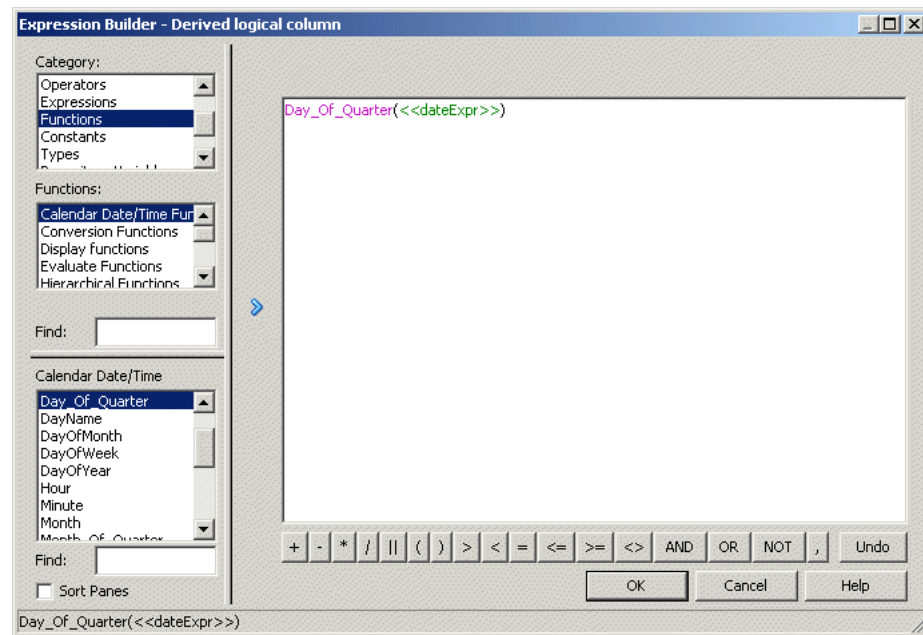 Expression Builder - Derived logical column
Category:
Operators
Expressions
Functions
Constants
Types
Functions:
Calendar Date/Time Fun
Conversion Functions
Display functions
Evaluate Functions
Hierarchical Functions
Find:
Calendar Date/Time
Day_Of_Quarter
DayName
DayOfMonth
DayOfWeek
DayOfYear
Hour
Minute
Month
Month_Of_Quarter
Find:
Sort Panes
Day_Of_Quarter(<<dateExpr>>)
+ - * / || ( ) > < = <= >= <> AND OR NOT , Undo
OK Cancel Help
Day_Of_Quarter(<<dateExpr>>)